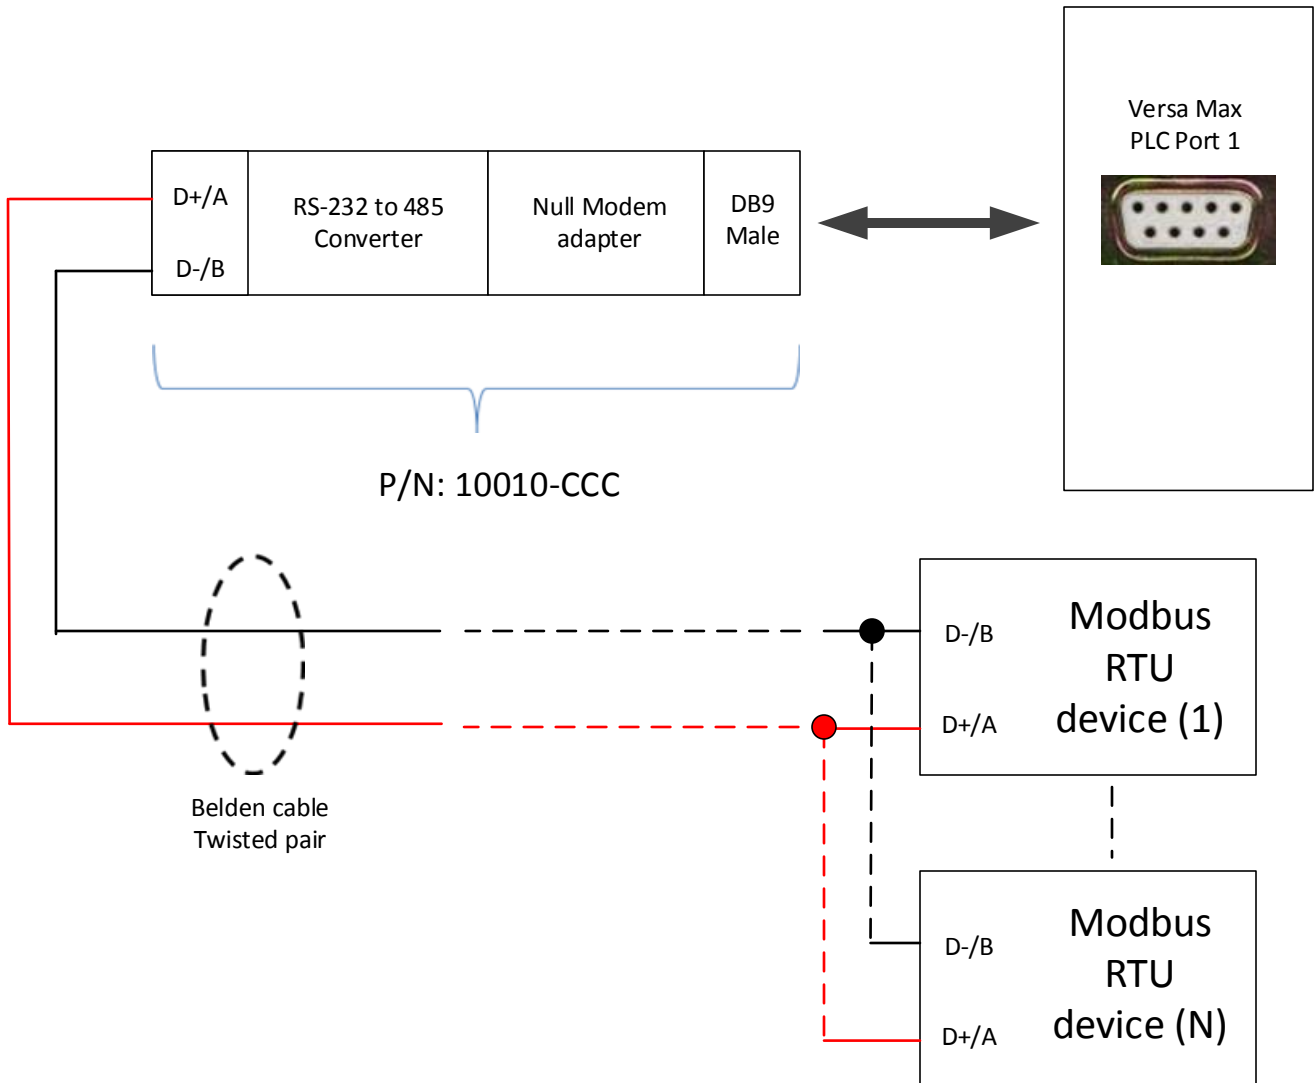 Versa Max
PLC Port 1
D+/A
D-/B
RS-232 to 485
Converter
Null Modem
adapter
DB9
Male
P/N: 10010-CCC
Belden cable
Twisted pair
D-/B
D+/A
Modbus
RTU
device (1)
D-/B
D+/A
Modbus
RTU
device (N)